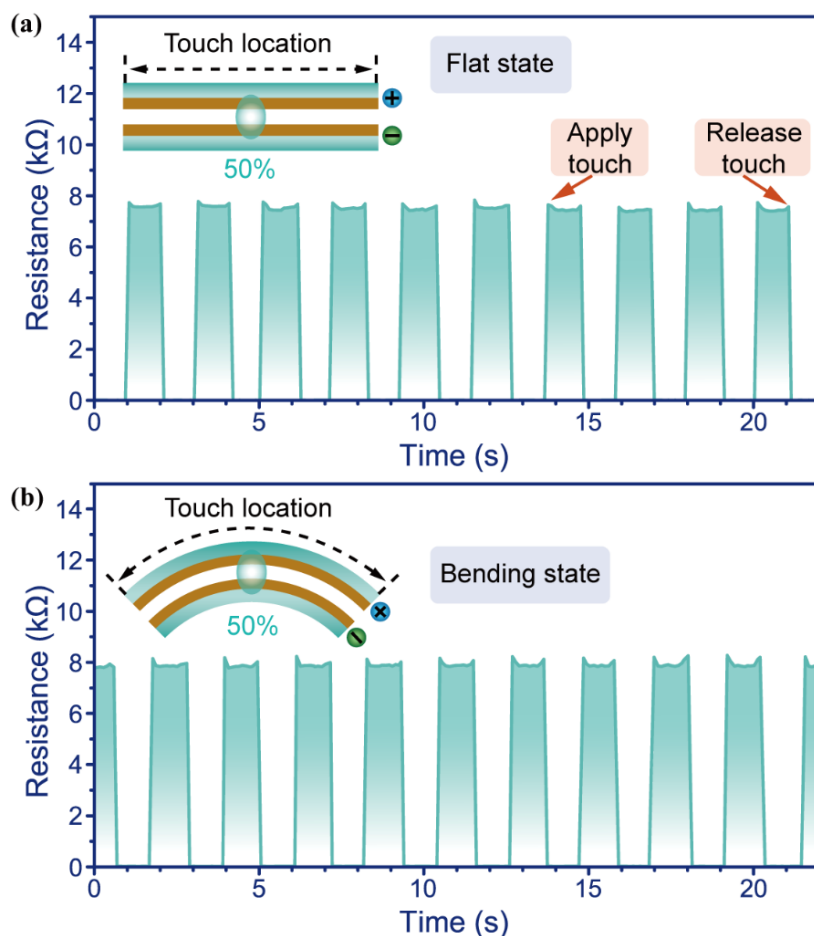 (a)
14
12
10
8
6
4
2
0
Resistance (kΩ)
Touch location
+
−
50%
Flat state
Apply
touch
Release
touch
0 5 10 15 20
Time (s)
(b)
14
12
10
8
6
4
2
0
Resistance (kΩ)
Touch location
+
−
50%
Bending state
0 5 10 15 20
Time (s)